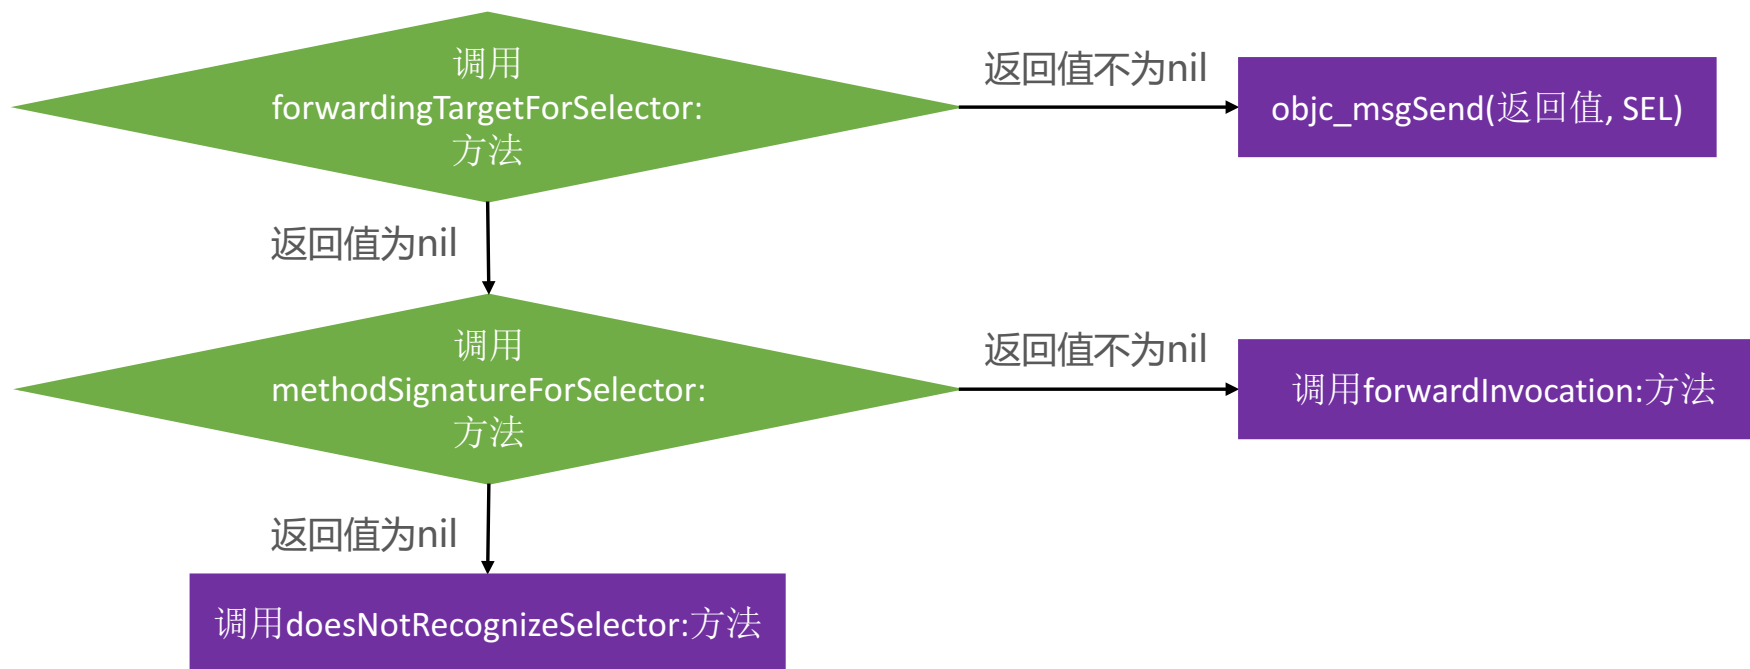 调用
forwardingTargetForSelector:
方法
返回值不为nil
objc_msgSend(返回值, SEL)
返回值为nil
调用
methodSignatureForSelector:
方法
返回值不为nil
调用forwardInvocation:方法
返回值为nil
调用doesNotRecognizeSelector:方法